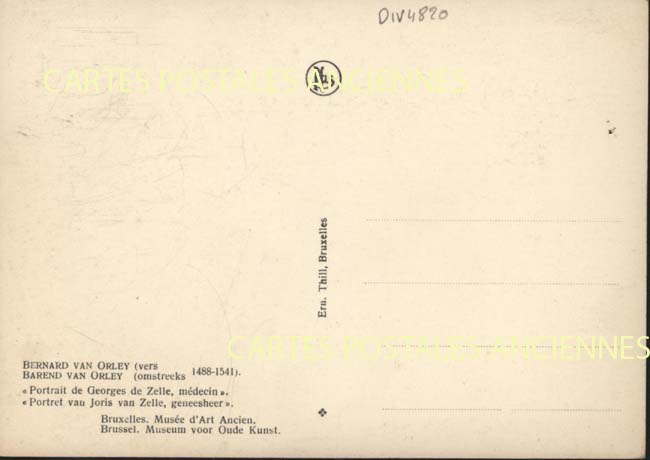 DIV4820
CARTES POSTALES ANCIENNES
Ern. Thill, Bruxelles
CARTES POSTALES ANCIENNES
BERNARD VAN ORLEY (vers
BAREND VAN ORLEY (omstreeks 1488-1541).
« Portrait de Georges de Zelle, médecin ».
« Portret van Joris van Zelle, geneesheer ».
Bruxelles. Musée d'Art Ancien.
Brussel. Museum voor Oude Kunst.